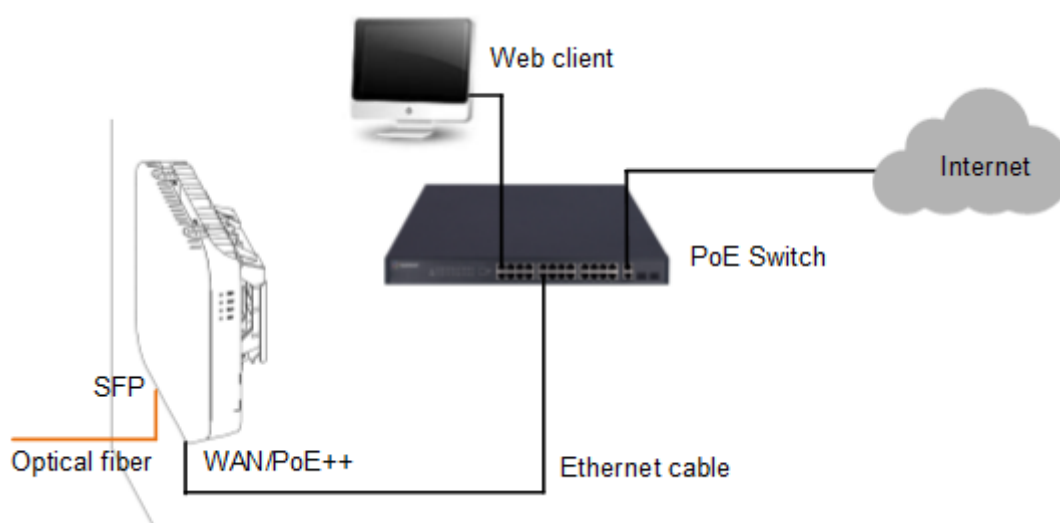 Web client
Internet
PoE Switch
SFP
Optical fiber
WAN/PoE++
Ethernet cable